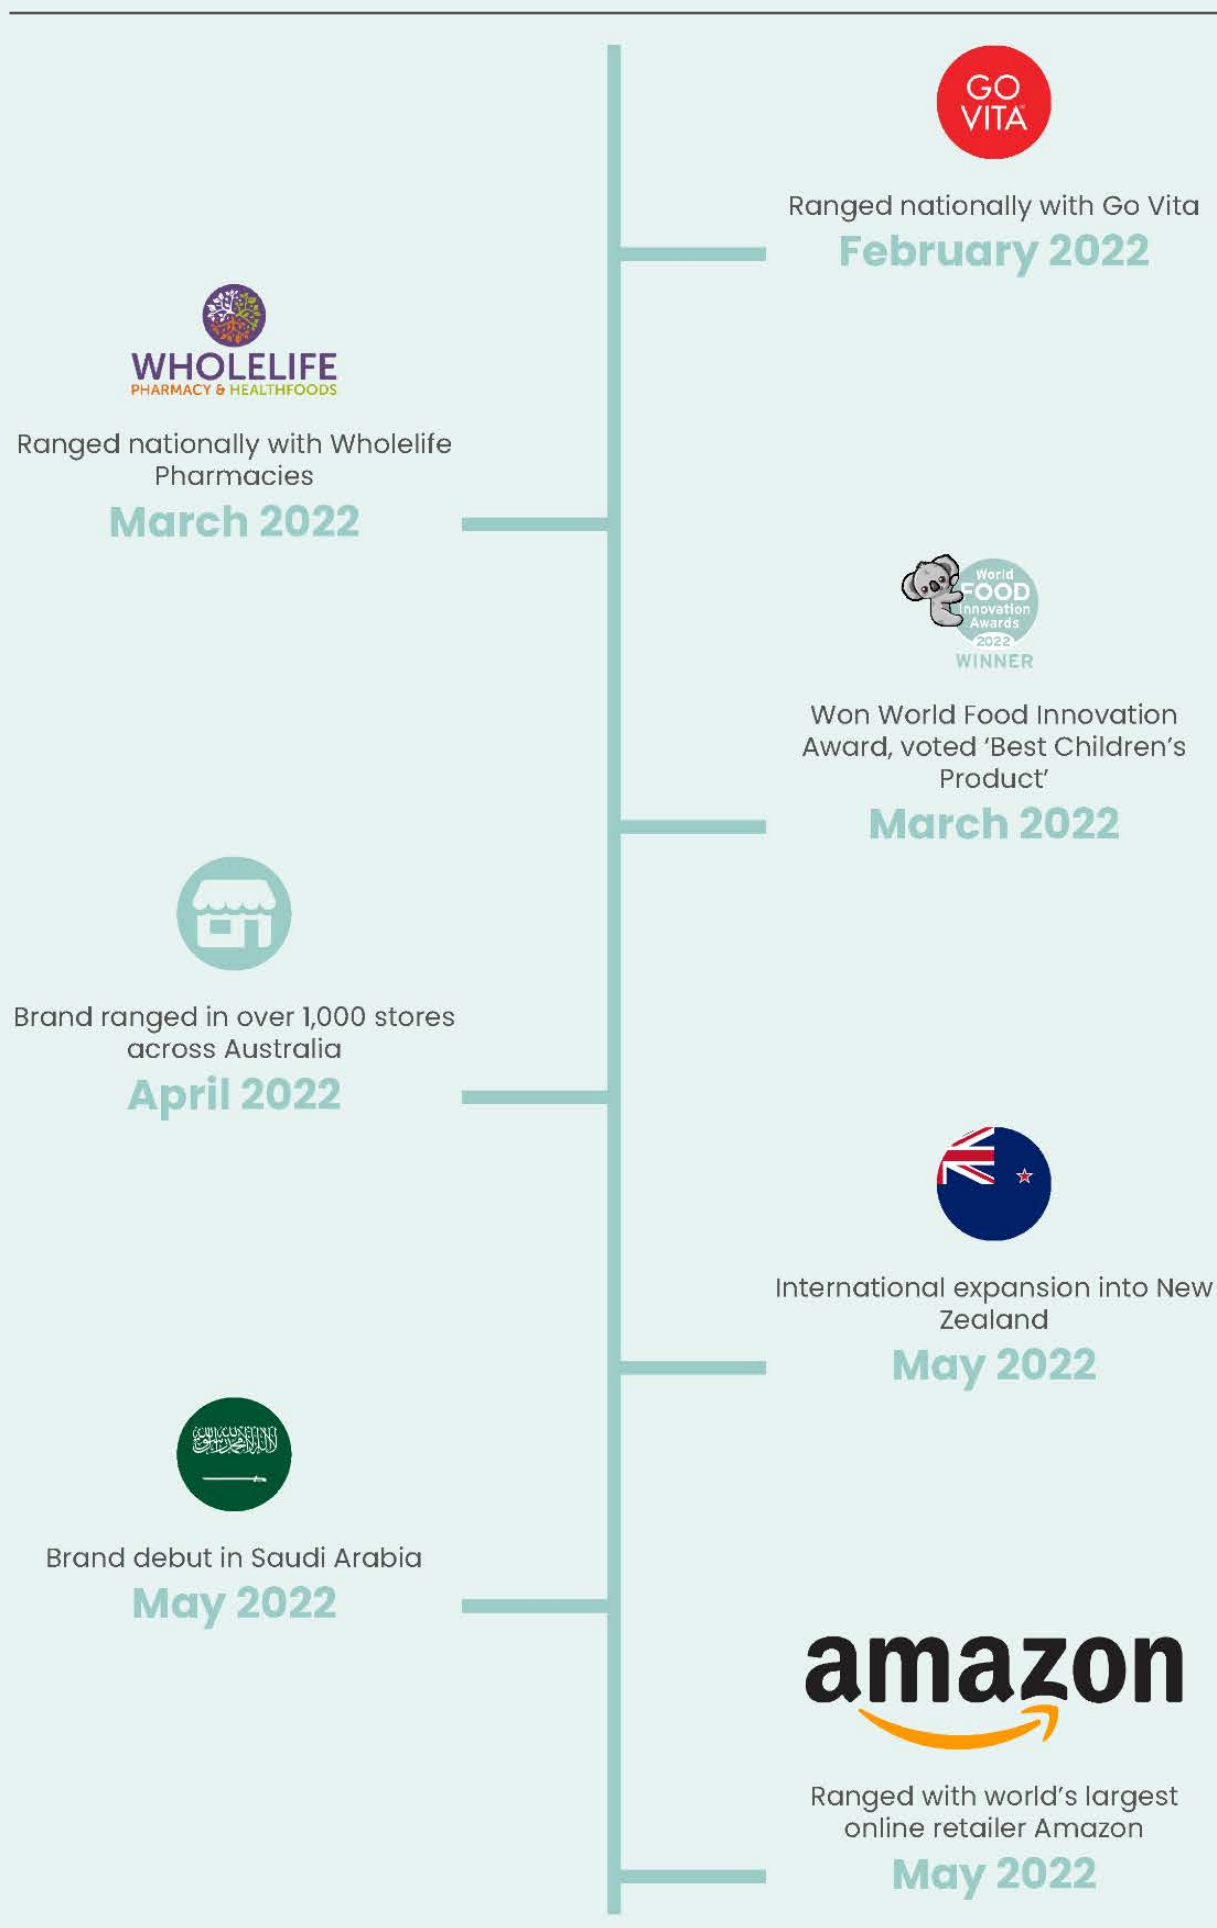 GO
VITA
Ranged nationally with Go Vita
February 2022
WHOLELIFE
PHARMACY & HEALTHFOODS
Ranged nationally with Wholelife
Pharmacies
March 2022
World
FOOD
Innovation
Awards
2022
WINNER
Won World Food Innovation
Award, voted ‘Best Children’s
Product’
March 2022
Brand ranged in over 1,000 stores
across Australia
April 2022
International expansion into New
Zealand
May 2022
Brand debut in Saudi Arabia
May 2022
amazon
Ranged with world’s largest
online retailer Amazon
May 2022